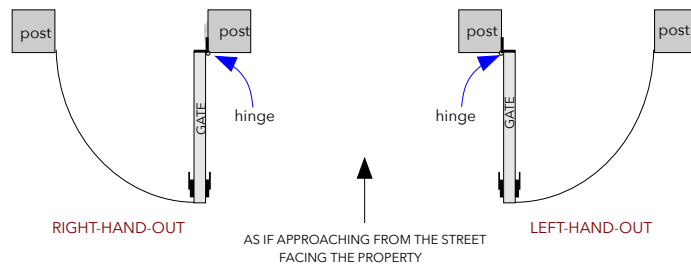 post
post
post
post
hinge
hinge
GATE
GATE
RIGHT-HAND-OUT
LEFT-HAND-OUT
AS IF APPROACHING FROM THE STREET
FACING THE PROPERTY